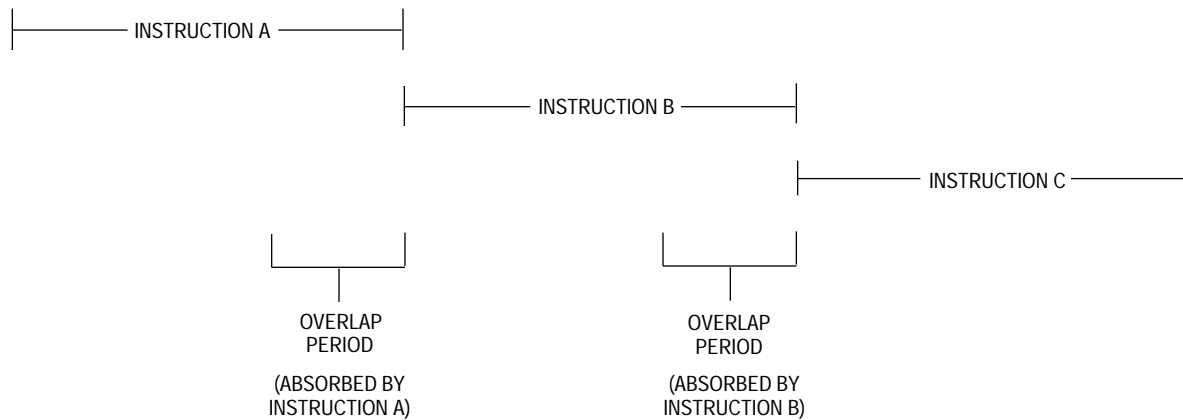 INSTRUCTION A
INSTRUCTION B
INSTRUCTION C
OVERLAP
PERIOD
(ABSORBED BY
INSTRUCTION A)
OVERLAP
PERIOD
(ABSORBED BY
INSTRUCTION B)